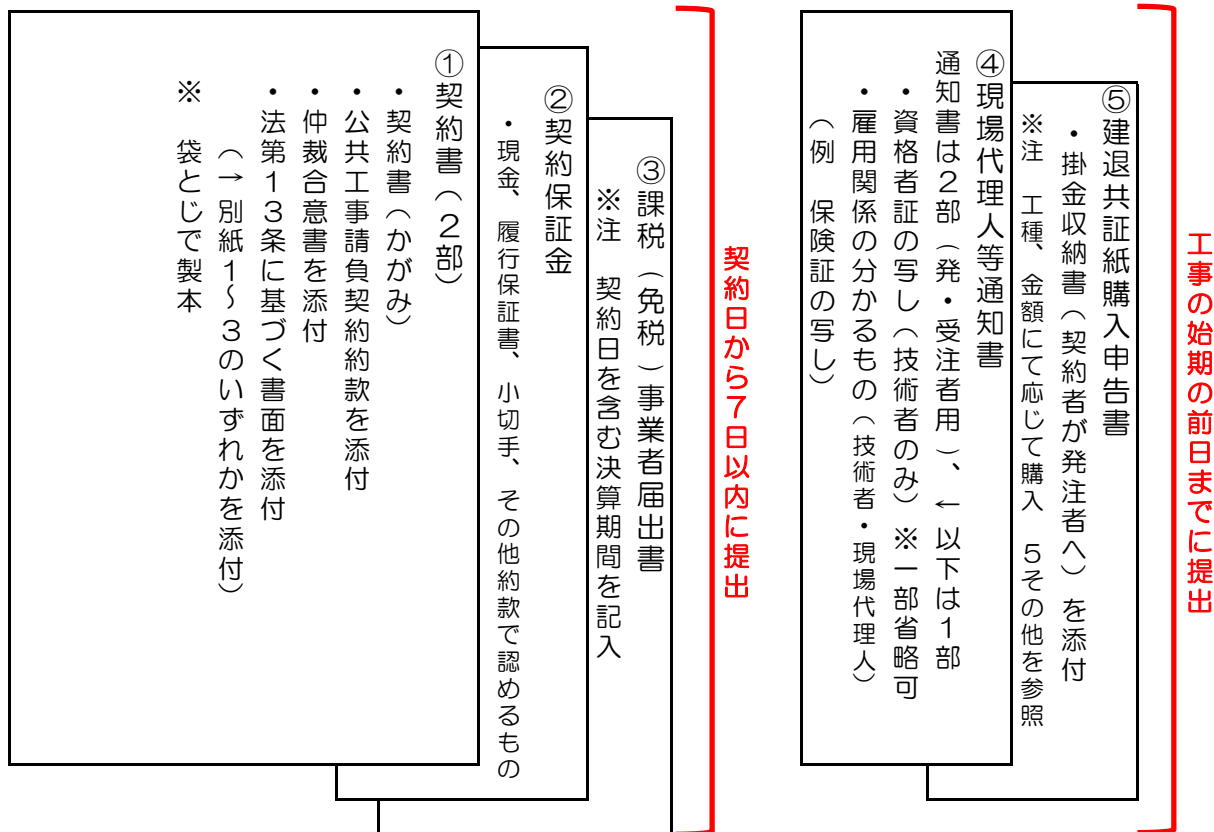 工事の始期の前日までに提出
⑤建退共証紙購入申告書
・掛金収納書（契約者が発注者へ）を添付
※注　工種、金額にて応じて購入　５その他を参照
④現場代理人等通知書
通知書は２部（発・受注者用）、←以下は１部
・資格者証の写し（技術者のみ）※一部省略可
・雇用関係の分かるもの（技術者・現場代理人）
（例　保険証の写し）
契約日から７日以内に提出
③課税（免税）事業者届出書
※注　契約日を含む決算期間を記入
②契約保証金
・現金、履行保証書、小切手、その他約款で認めるもの
①契約書（２部）
・契約書（かがみ）
・公共工事請負契約約款を添付
・仲裁合意書を添付
・法第１３条に基づく書面を添付
（→別紙１～３のいずれかを添付）
※　袋とじで製本